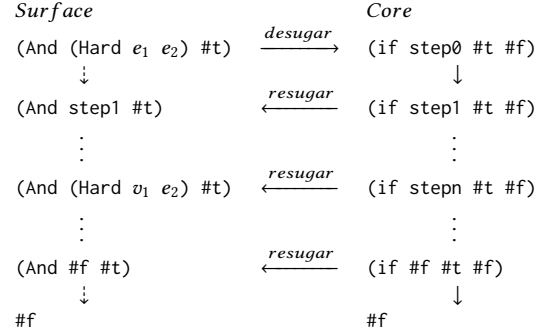 Surface Core
(And (Hard e₁ e₂) #t) desugar (if step0 #t #f)
(And step1 #t) resugar (if step1 #t #f)
(And (Hard v₁ e₂) #t) resugar (if stepn #t #f)
(And #f #t) resugar (if #f #t #f)
#f #f